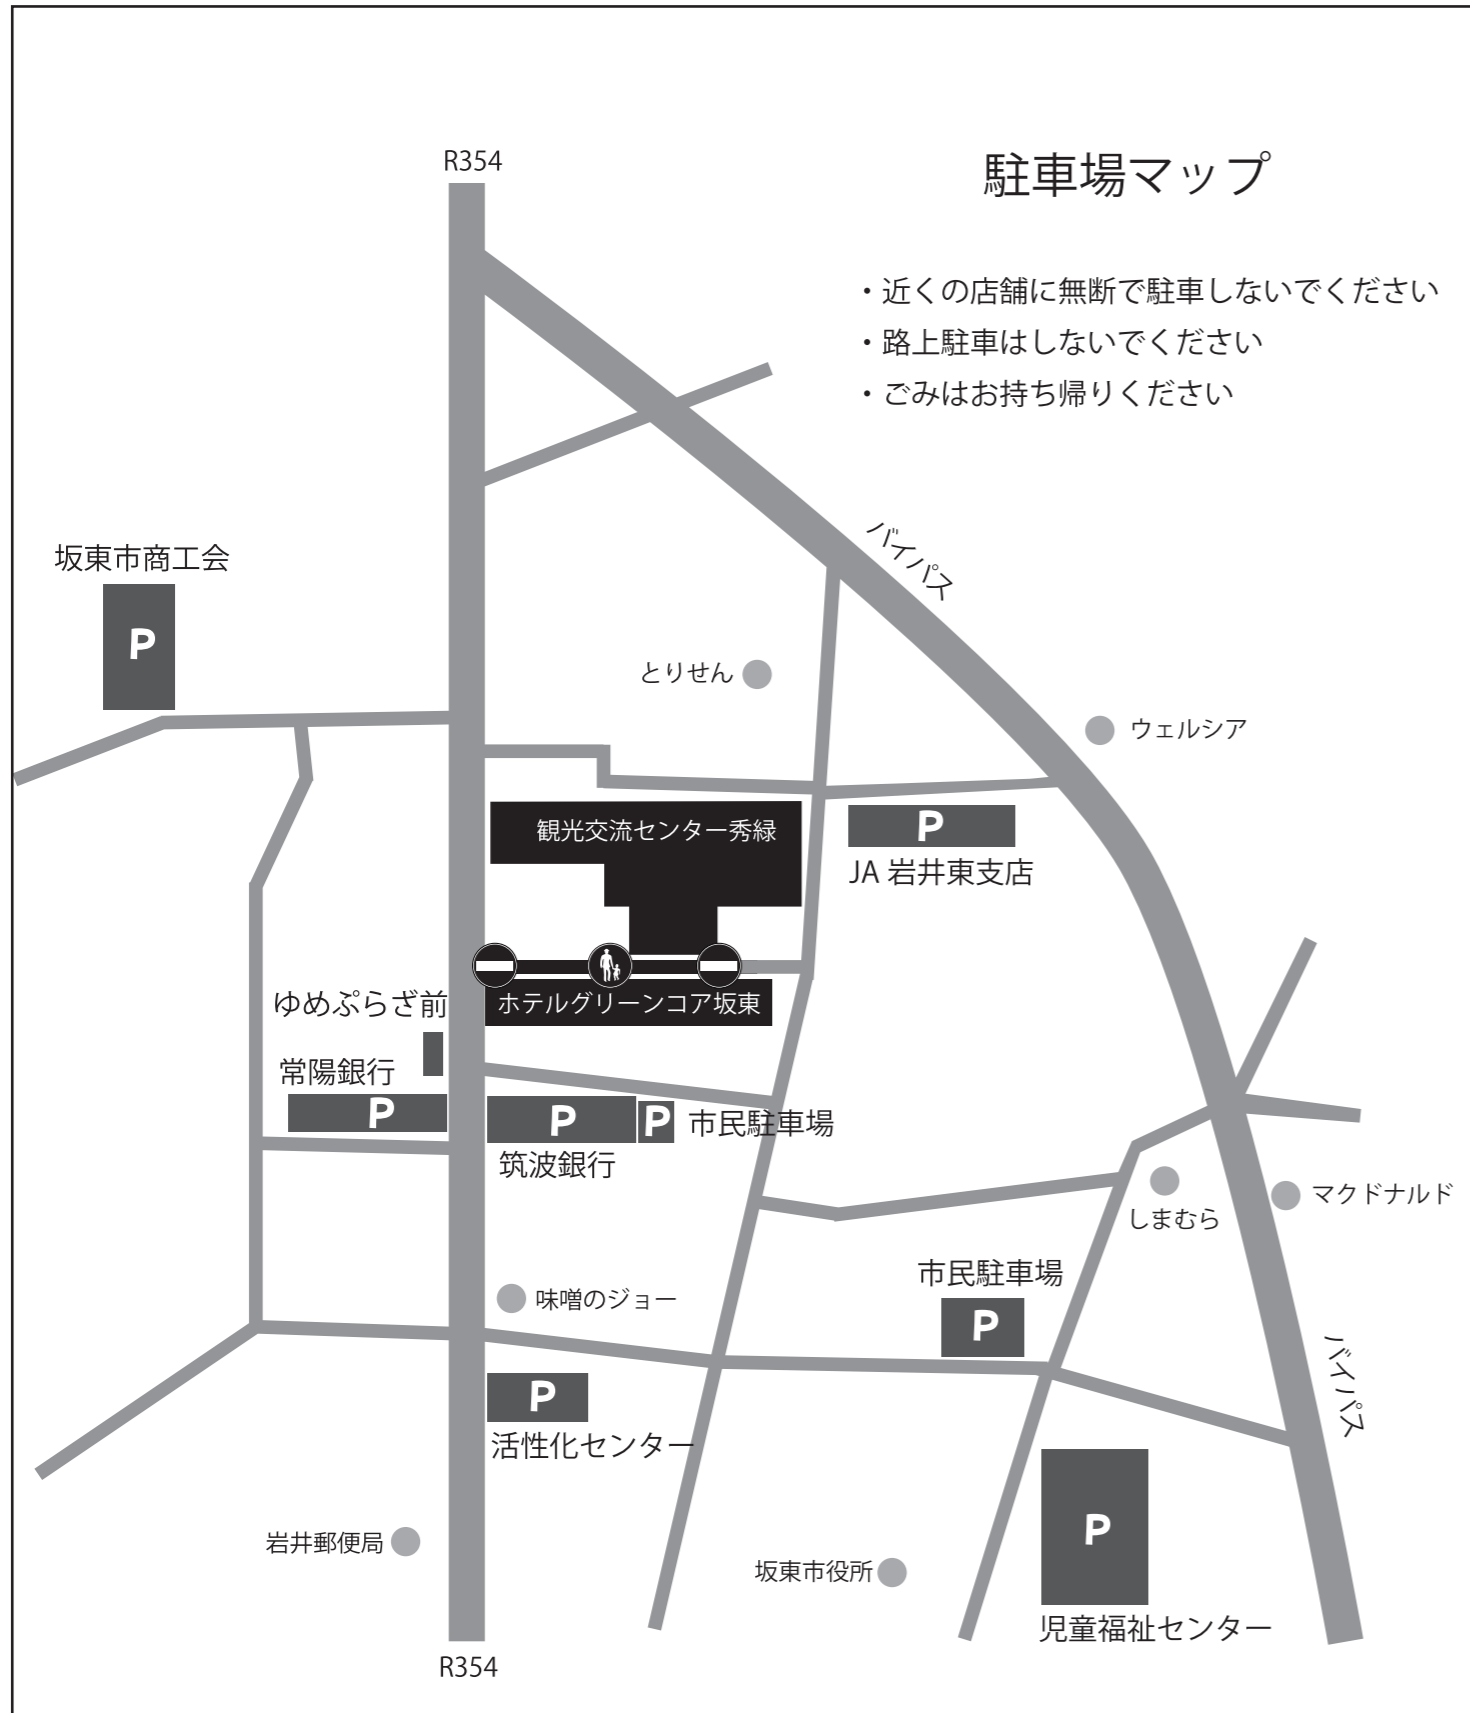 R354
駐車場マップ
・近くの店舗に無断で駐車しないでください
・路上駐車はしないでください
・ごみはお持ち帰りください
バイパス
坂東市商工会
P
とりせん
ウェルシア
観光交流センター秀緑
P
JA 岩井東支店
ゆめぷらざ前
ホテルグリーンコア坂東
常陽銀行
P
P
P
市民駐車場
筑波銀行
しまむら
マクドナルド
市民駐車場
P
味噌のジョー
バイパス
P
活性化センター
岩井郵便局
坂東市役所
P
児童福祉センター
R354